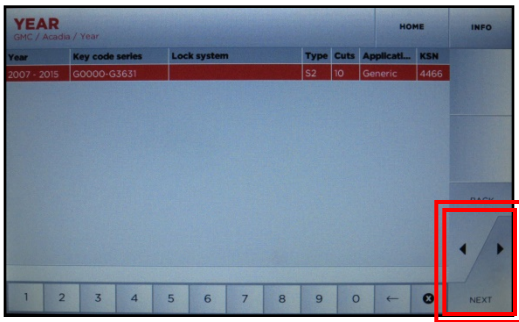 YEAR
GMC / Acadia / Year...
HOME
INFO
Year Key code series Lock system Type Cuts Applicati... KSN
2007 - 2015 G0000-G3631 S2 10 Generic 4466
BACK
1 2 3 4 5 6 7 8 9 0 ←
NEXT